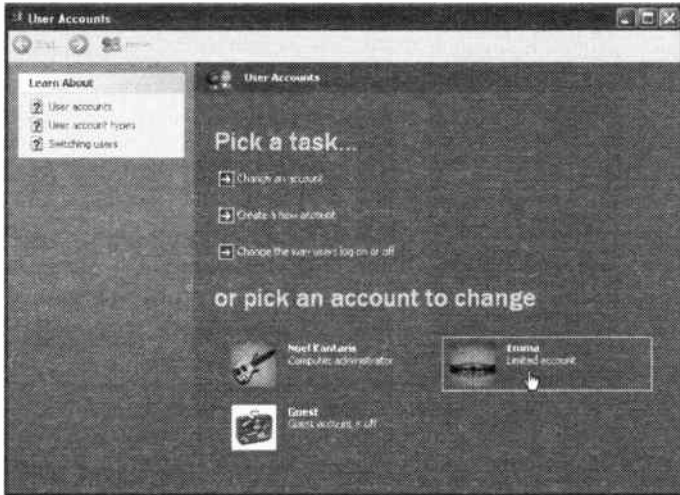 User Accounts
Home
Learn About
User accounts
User account types
Switching users
User Accounts
Pick a task...
Change an account
Create a new account
Change the way users log on or off
or pick an account to change
Noel Kantaris
Computer administrator
Emma
Limited account
Guest
Guest account is off